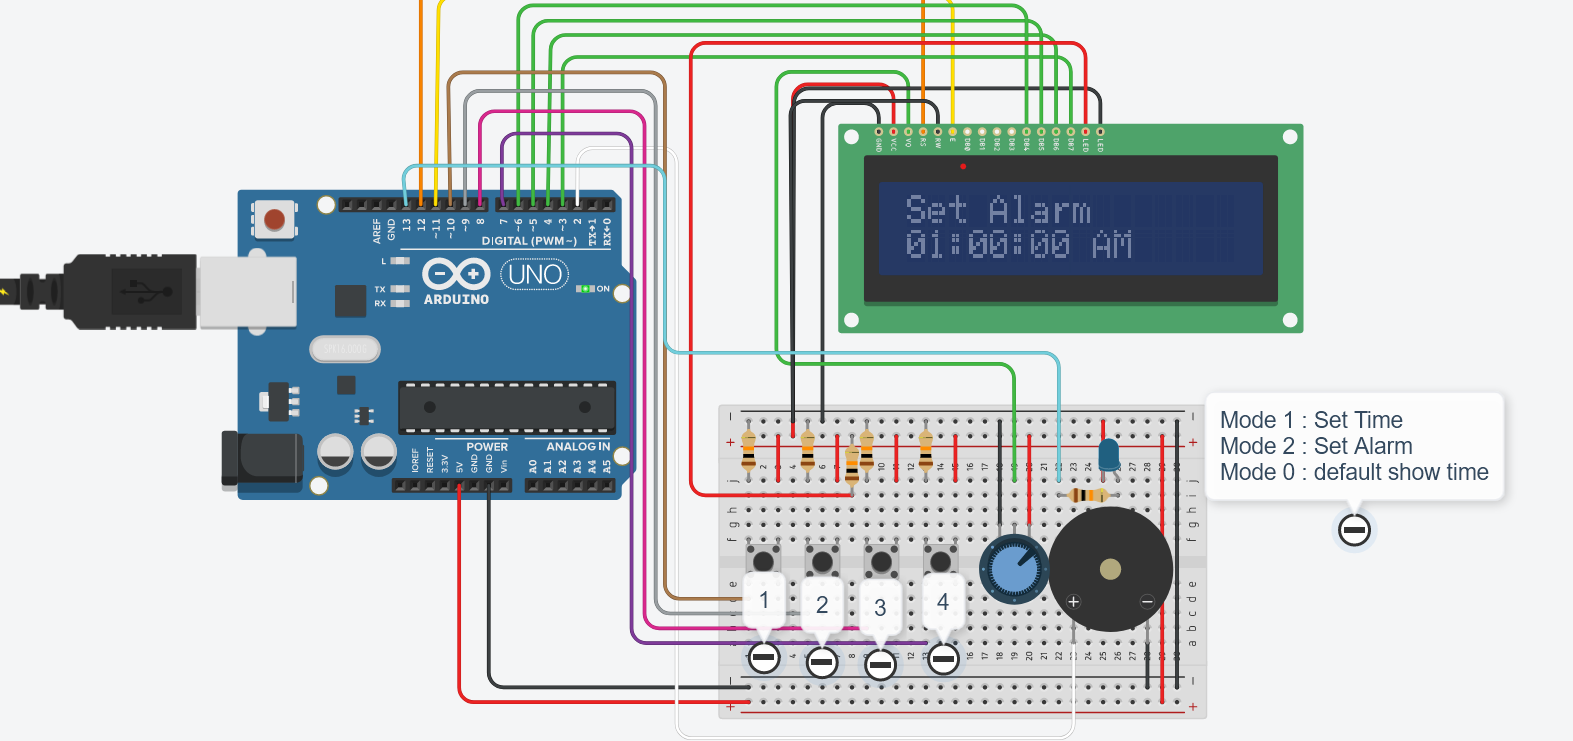 GND VCC VO RS RW E DB0 DB1 DB2 DB3 DB4 DB5 DB6 DB7 LED LED
Set Alarm
01:00:00 AM
AREF GND 13 12 ~11 ~10 ~9 8 7 ~6 ~5 4 ~3 2 TX→1 RX←0
DIGITAL (PWM~)
L
TX
RX
UNO
ON
ARDUINO
POWER
ANALOG IN
IOREF RESET 3.3V 5V GND GND Vin A0 A1 A2 A3 A4 A5
Mode 1 : Set Time
Mode 2 : Set Alarm
Mode 0 : default show time
1
2
3
4